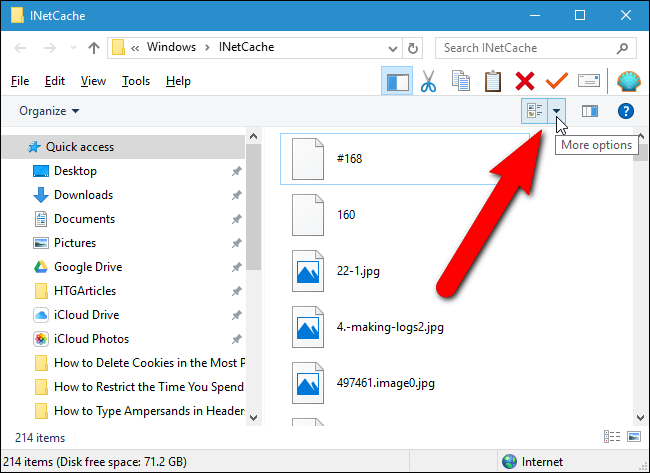 INetCache
« Windows > INetCache
Search INetCache
File Edit View Tools Help
Organize
More options
Quick access
Desktop
Downloads
Documents
Pictures
Google Drive
HTGArticles
iCloud Drive
iCloud Photos
How to Delete Cookies in the Most P
How to Restrict the Time You Spend
How to Type Ampersands in Headers
#168
160
22-1.jpg
4.-making-logs2.jpg
497461.image0.jpg
214 items
214 items (Disk free space: 71.2 GB)
Internet